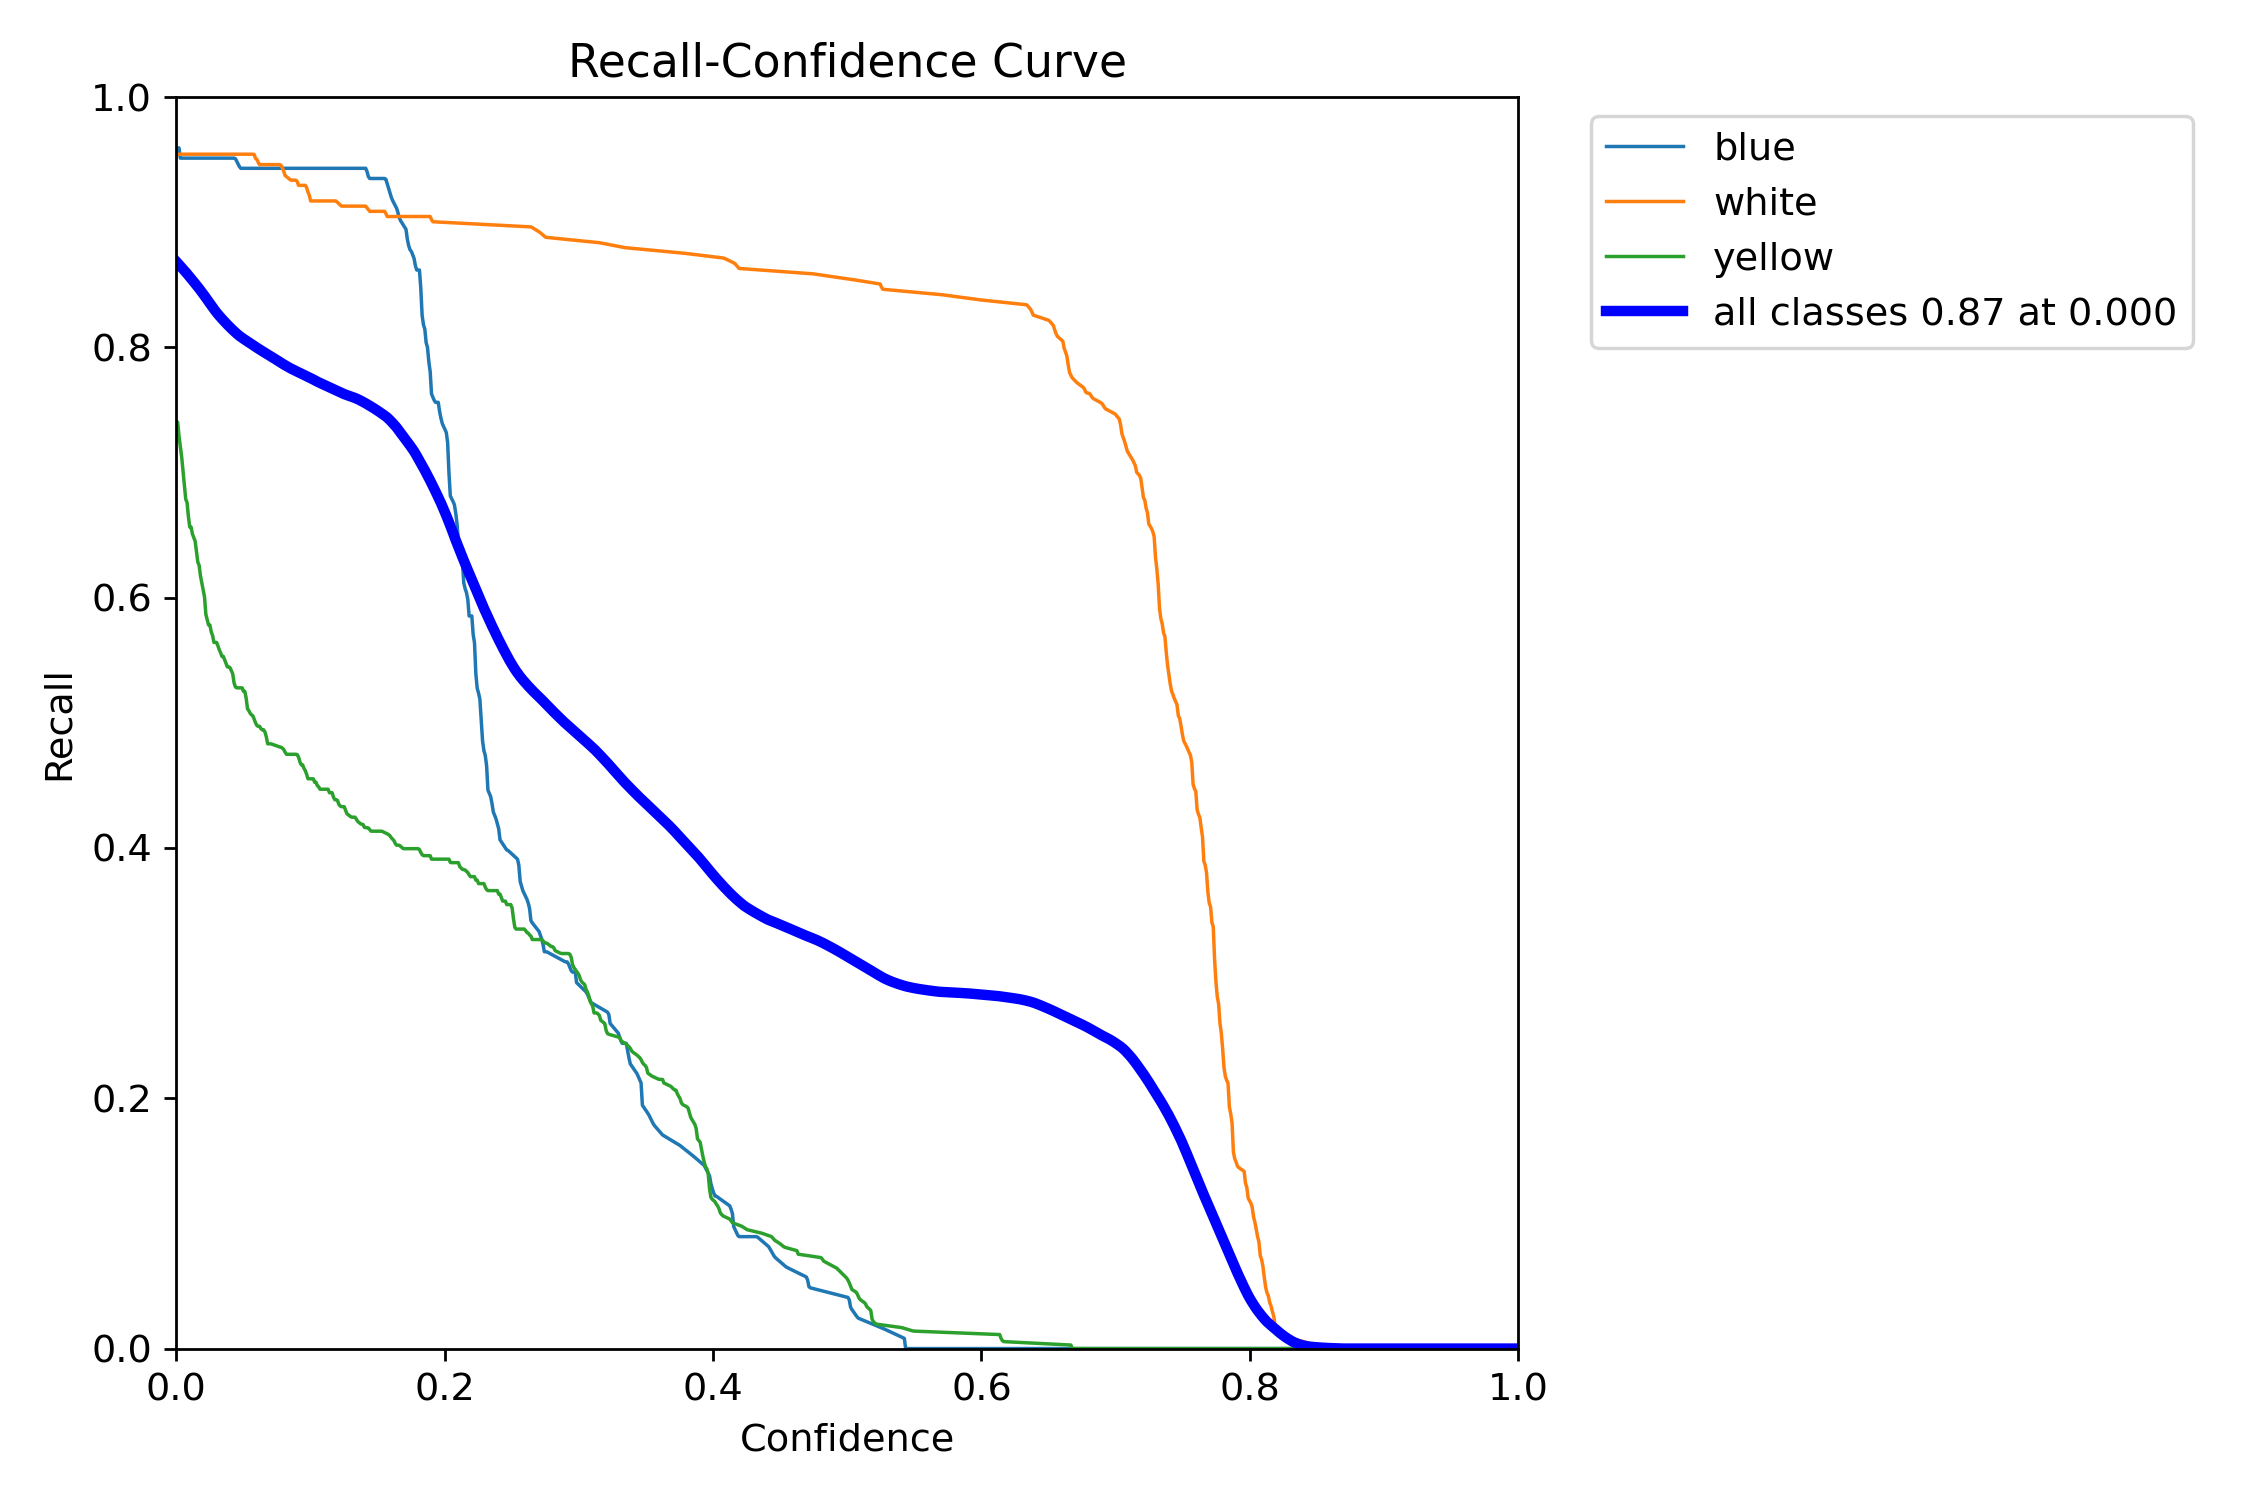 Recall-Confidence Curve
1.0
0.8
0.6
0.4
0.2
0.0
Recall
0.0 0.2 0.4 0.6 0.8 1.0
Confidence
blue
white
yellow
all classes 0.87 at 0.000